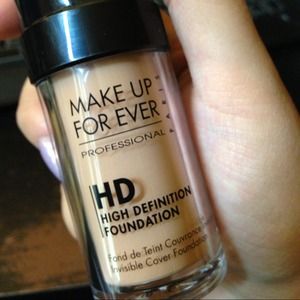 MAKE UP
FOR EVER
PROFESSIONAL
HD
HIGH DEFINITION
FOUNDATION
Fond de Teint Couvrance
Invisible Cover Foundation